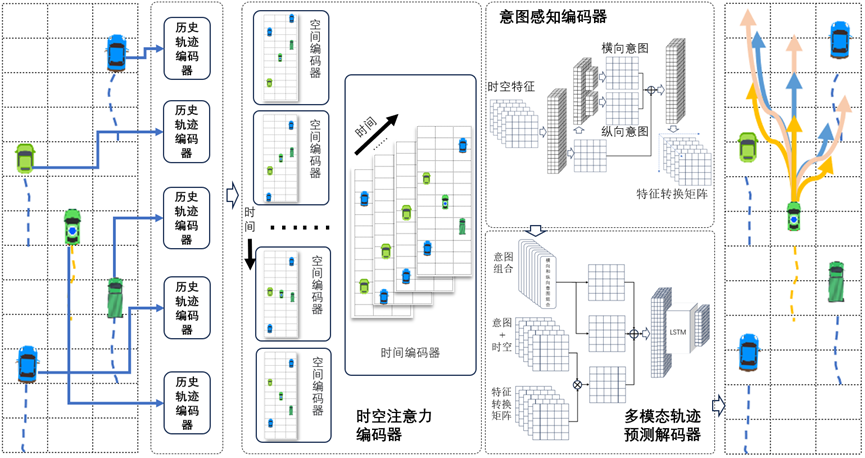 历史
轨迹
编码
器
历史
轨迹
编码
器
历史
轨迹
编码
器
历史
轨迹
编码
器
历史
轨迹
编码
器
时间
空间编码器
空间编码器
空间编码器
空间编码器
......
时间
......
时间编码器
时空注意力
编码器
意图感知编码器
时空特征
横向意图
纵向意图
特征转换矩阵
意图
组合
横向和纵向意图组合
意图
+
时空
特征
转换
矩阵
LSTM
多模态轨迹
预测解码器